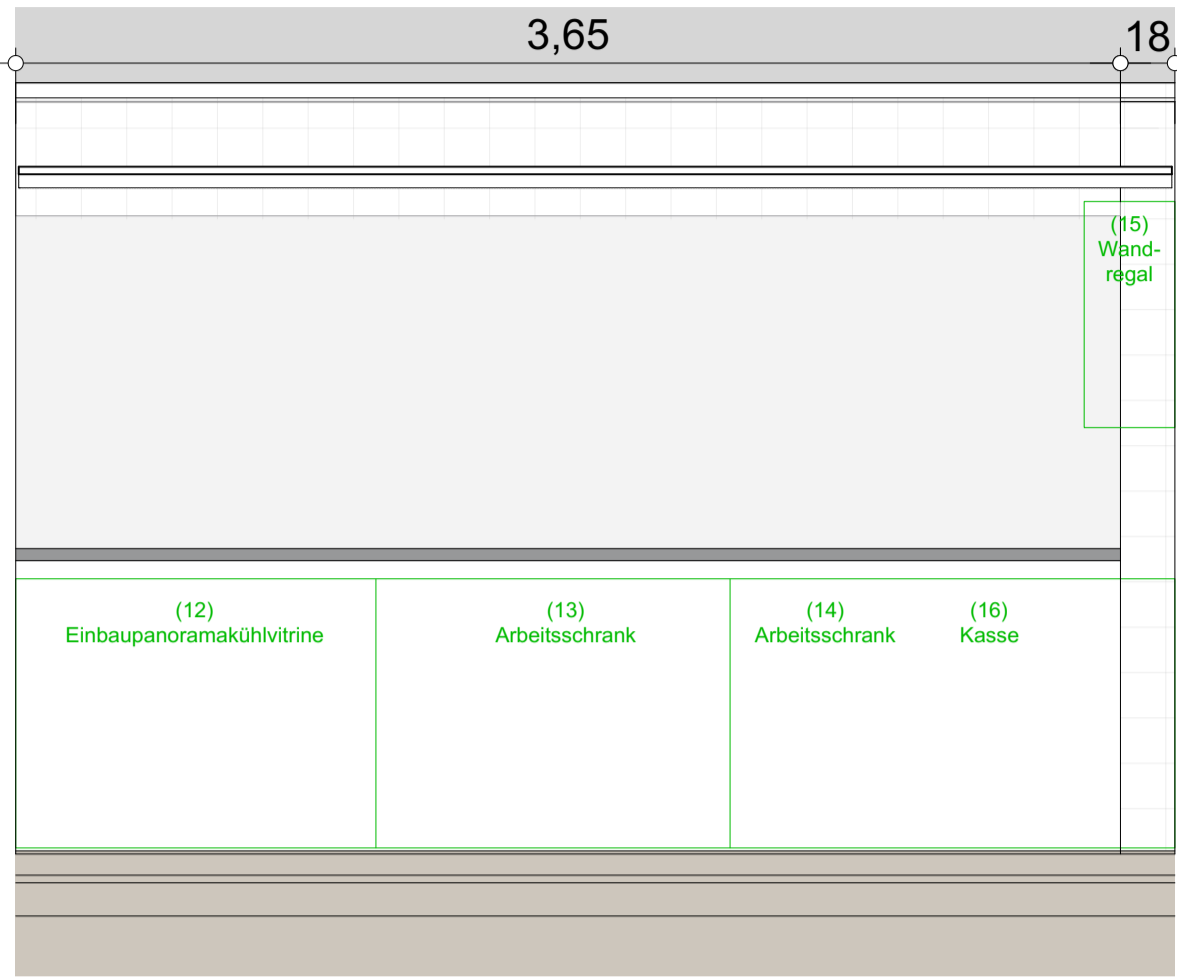 3,65
18
(15)
Wand-
regal
(12)
Einbaupanoramakühlvitrine
(13)
Arbeitsschrank
(14)
Arbeitsschrank
(16)
Kasse